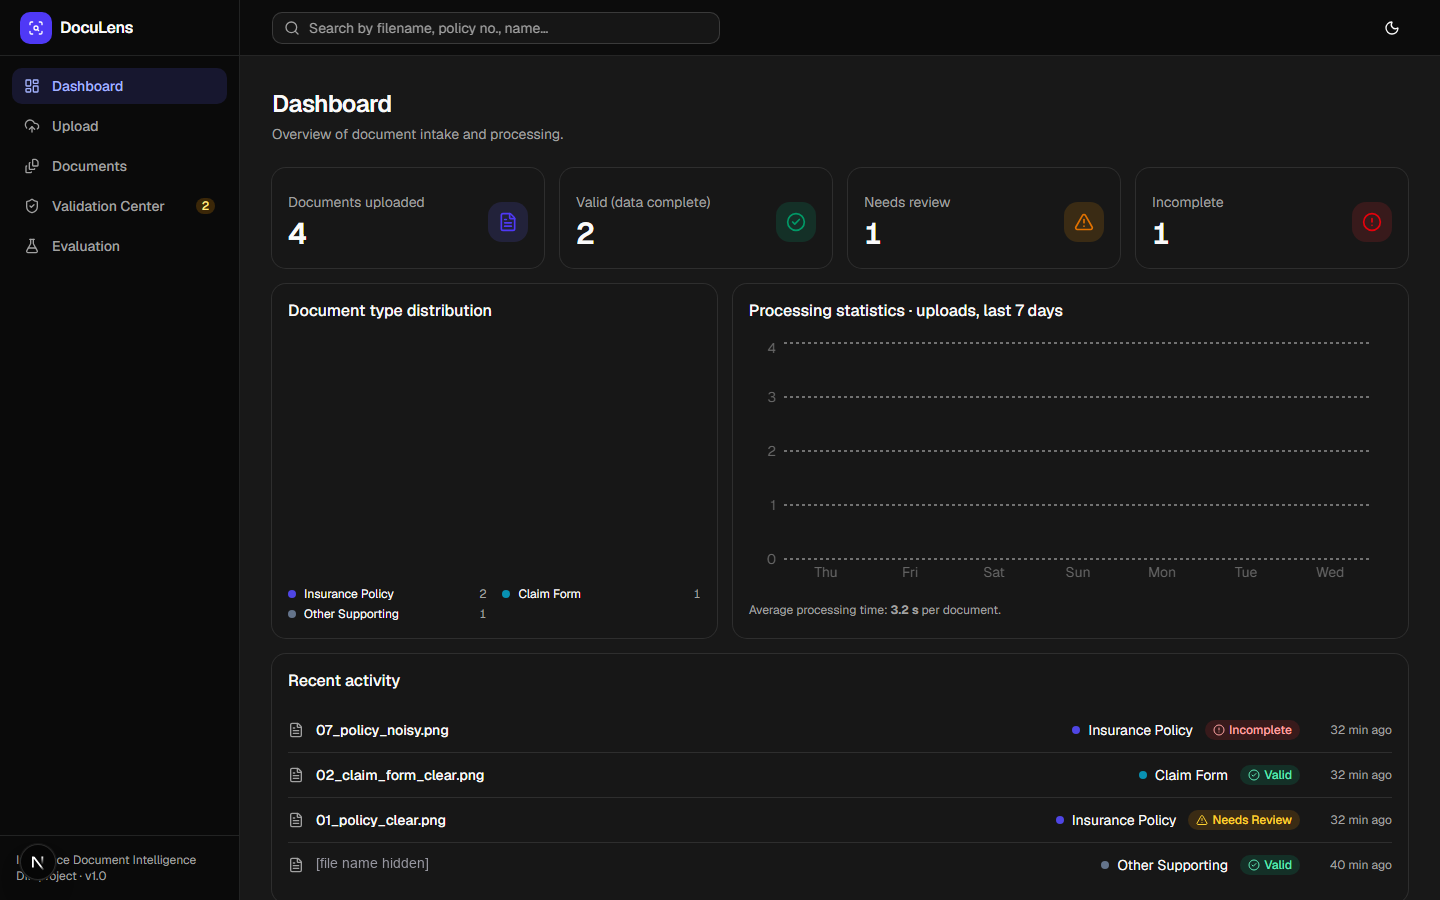 DocuLens
Search by filename, policy no., name...
Dashboard
Upload
Documents
Validation Center 2
Evaluation
Dashboard
Overview of document intake and processing.
Documents uploaded
4
Valid (data complete)
2
Needs review
1
Incomplete
1
Document type distribution
Insurance Policy 2
Claim Form 1
Other Supporting 1
Processing statistics · uploads, last 7 days
4
3
2
1
0
Thu Fri Sat Sun Mon Tue Wed
Average processing time: 3.2 s per document.
Recent activity
07_policy_noisy.png Insurance Policy Incomplete 32 min ago
02_claim_form_clear.png Claim Form Valid 32 min ago
01_policy_clear.png Insurance Policy Needs Review 32 min ago
[file name hidden] Other Supporting Valid 40 min ago
N
Document Intelligence
v1.0